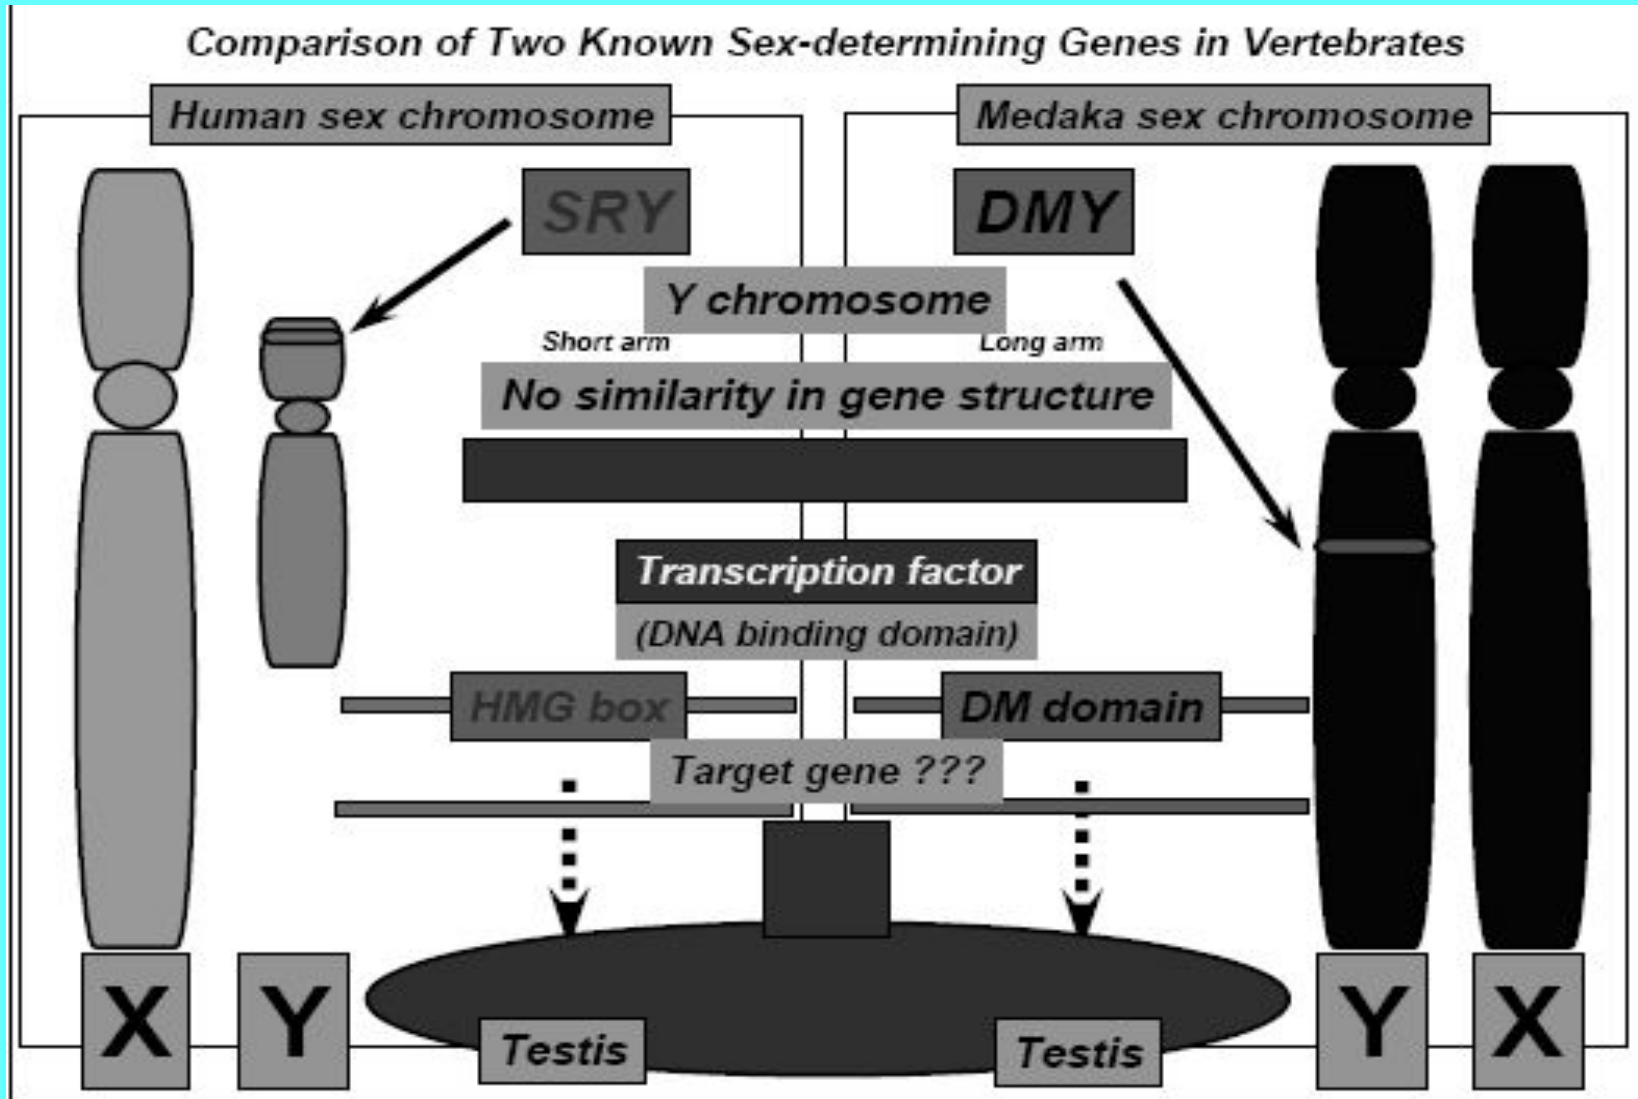 Comparison of Two Known Sex-determining Genes in Vertebrates
Human sex chromosome
Medaka sex chromosome
SRY
DMY
Y chromosome
Short arm
Long arm
No similarity in gene structure
Transcription factor
(DNA binding domain)
HMG box
DM domain
Target gene ???
X
Y
Testis
Testis
Y
X